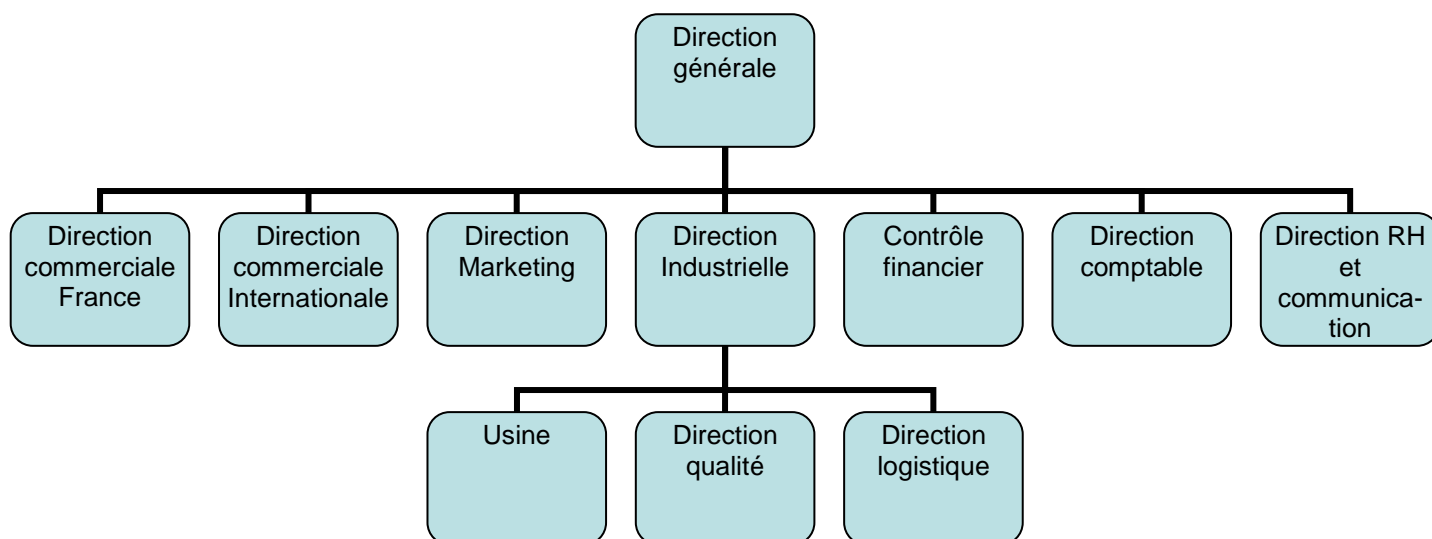 Direction
générale
Direction
commerciale
France
Direction
commerciale
Internationale
Direction
Marketing
Direction
Industrielle
Contrôle
financier
Direction
comptable
Direction RH
et
communica-
tion
Usine
Direction
qualité
Direction
logistique